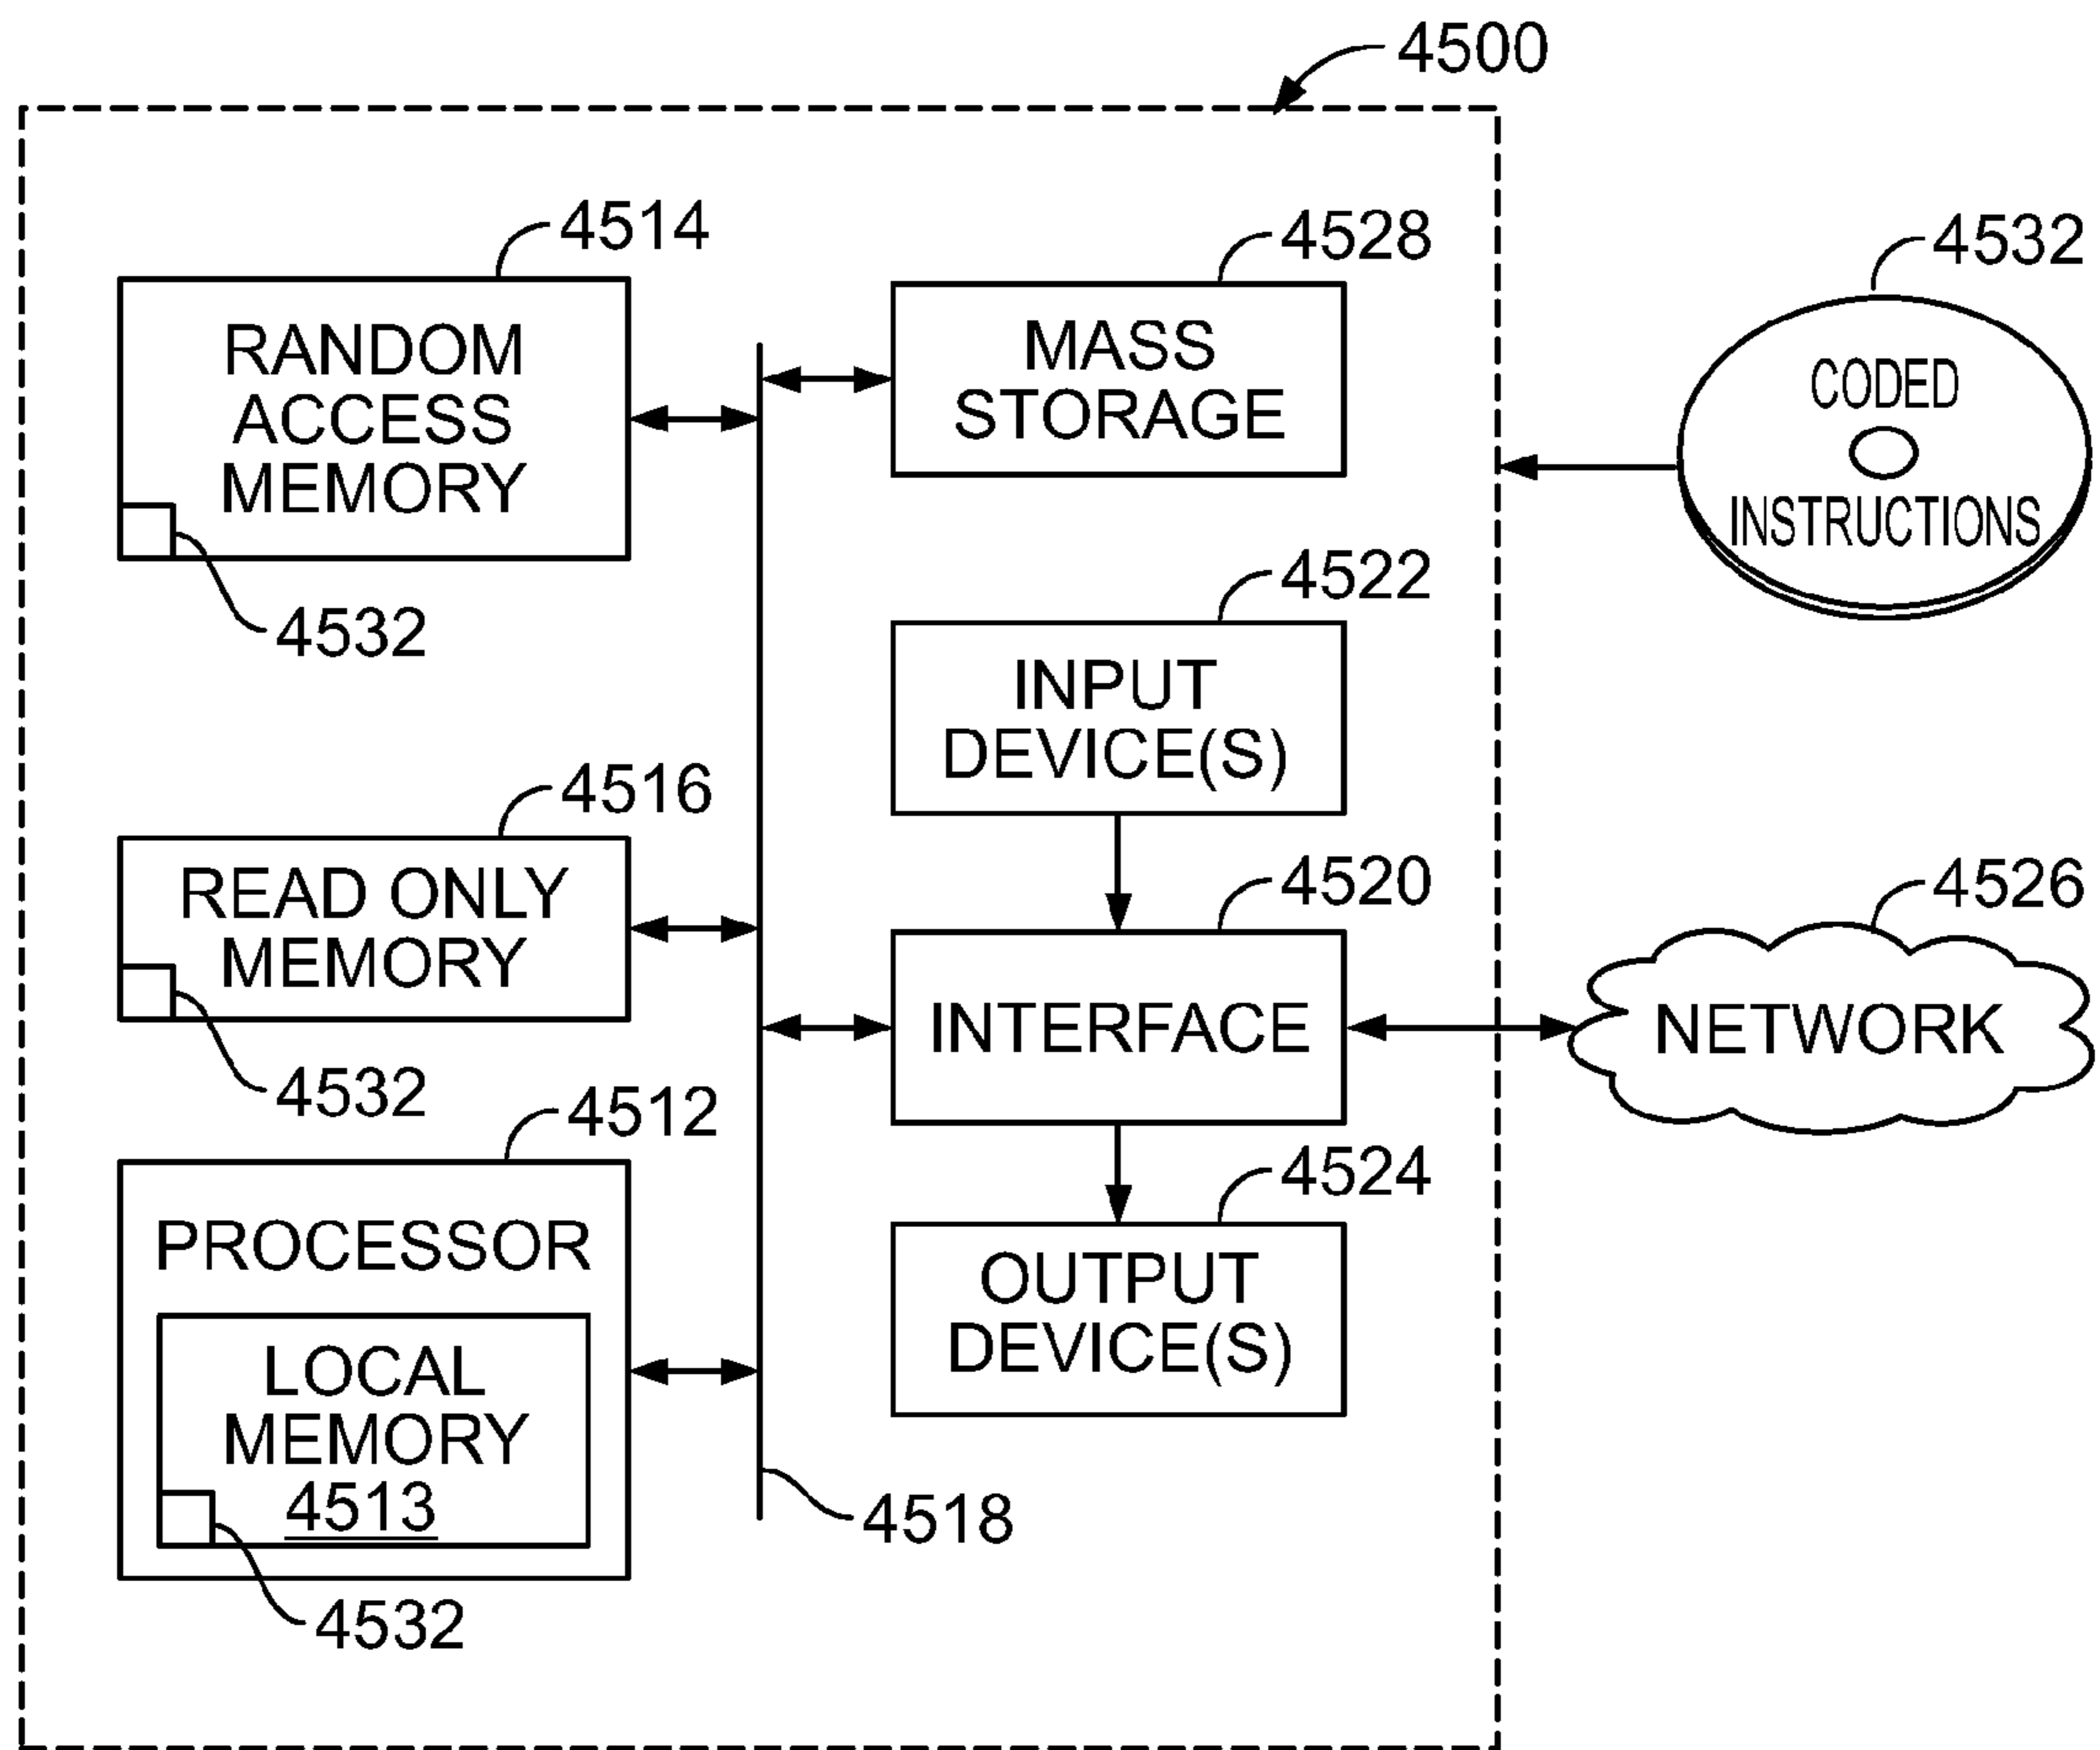 4500
4514
RANDOM
ACCESS
MEMORY
4532
4528
MASS
STORAGE
4532
CODED
INSTRUCTIONS
4522
INPUT
DEVICE(S)
4516
READ ONLY
MEMORY
4532
4520
INTERFACE
4526
NETWORK
4512
PROCESSOR
LOCAL
MEMORY
4513
4532
4524
OUTPUT
DEVICE(S)
4518